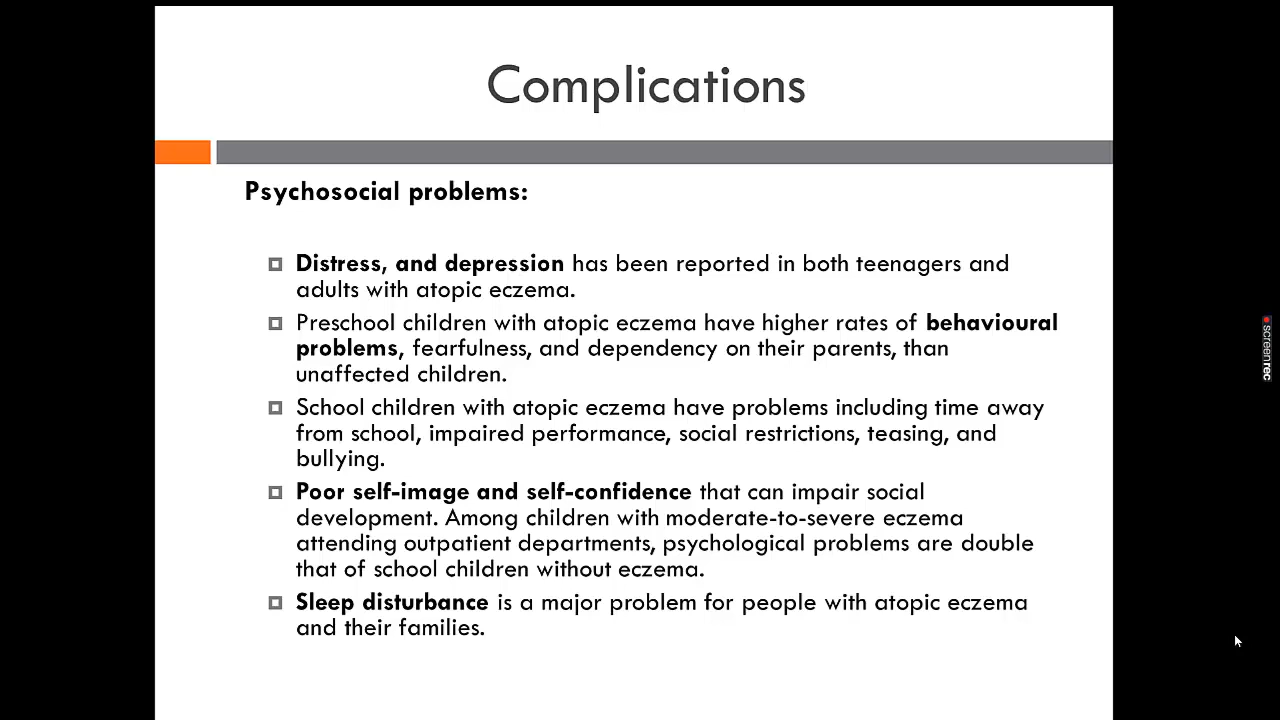 Complications
Psychosocial problems:
Distress, and depression has been reported in both teenagers and
adults with atopic eczema.
Preschool children with atopic eczema have higher rates of behavioural
problems, fearfulness, and dependency on their parents, than
unaffected children.
School children with atopic eczema have problems including time away
from school, impaired performance, social restrictions, teasing, and
bullying.
Poor self-image and self-confidence that can impair social
development. Among children with moderate-to-severe eczema
attending outpatient departments, psychological problems are double
that of school children without eczema.
Sleep disturbance is a major problem for people with atopic eczema
and their families.
screenrec